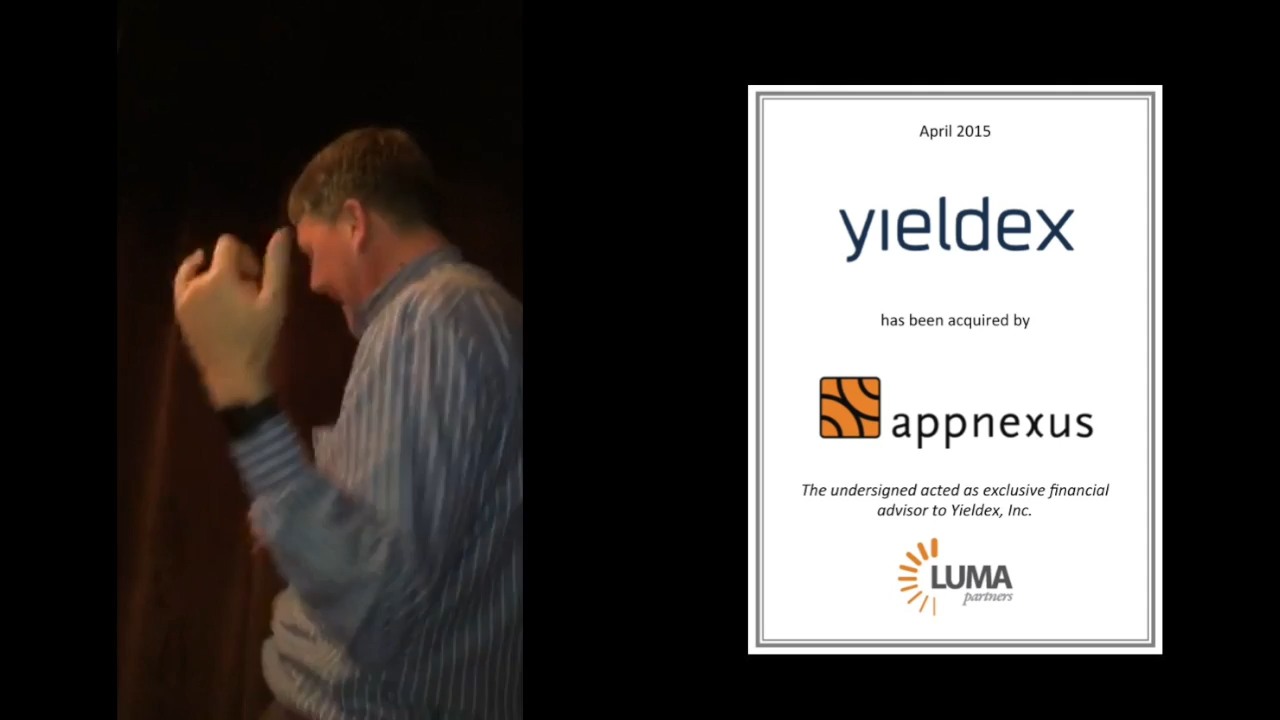 April 2015
yieldex
has been acquired by
appnexus
The undersigned acted as exclusive financial
advisor to Yieldex, Inc.
LUMA
partners